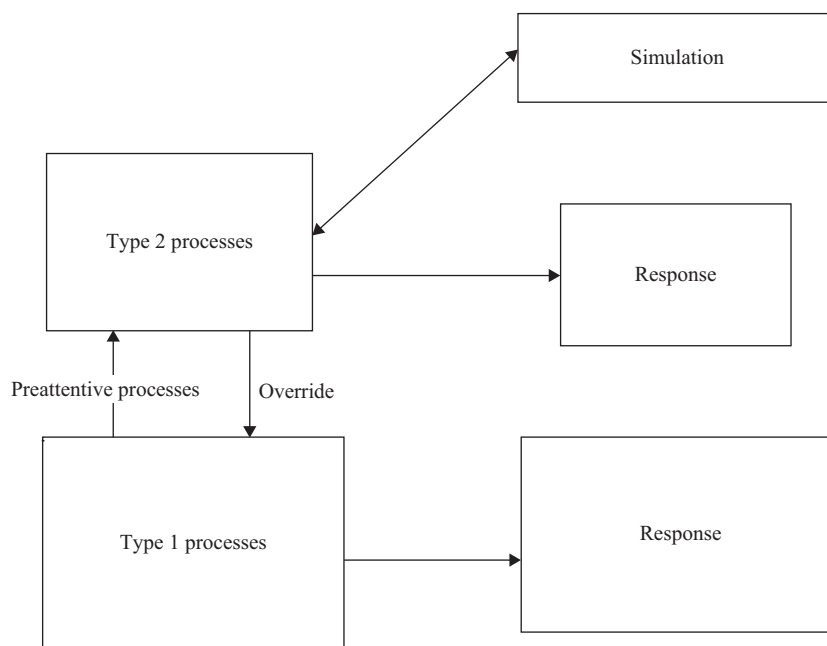 Simulation
Type 2 processes
Response
Preattentive processes
Override
Type 1 processes
Response